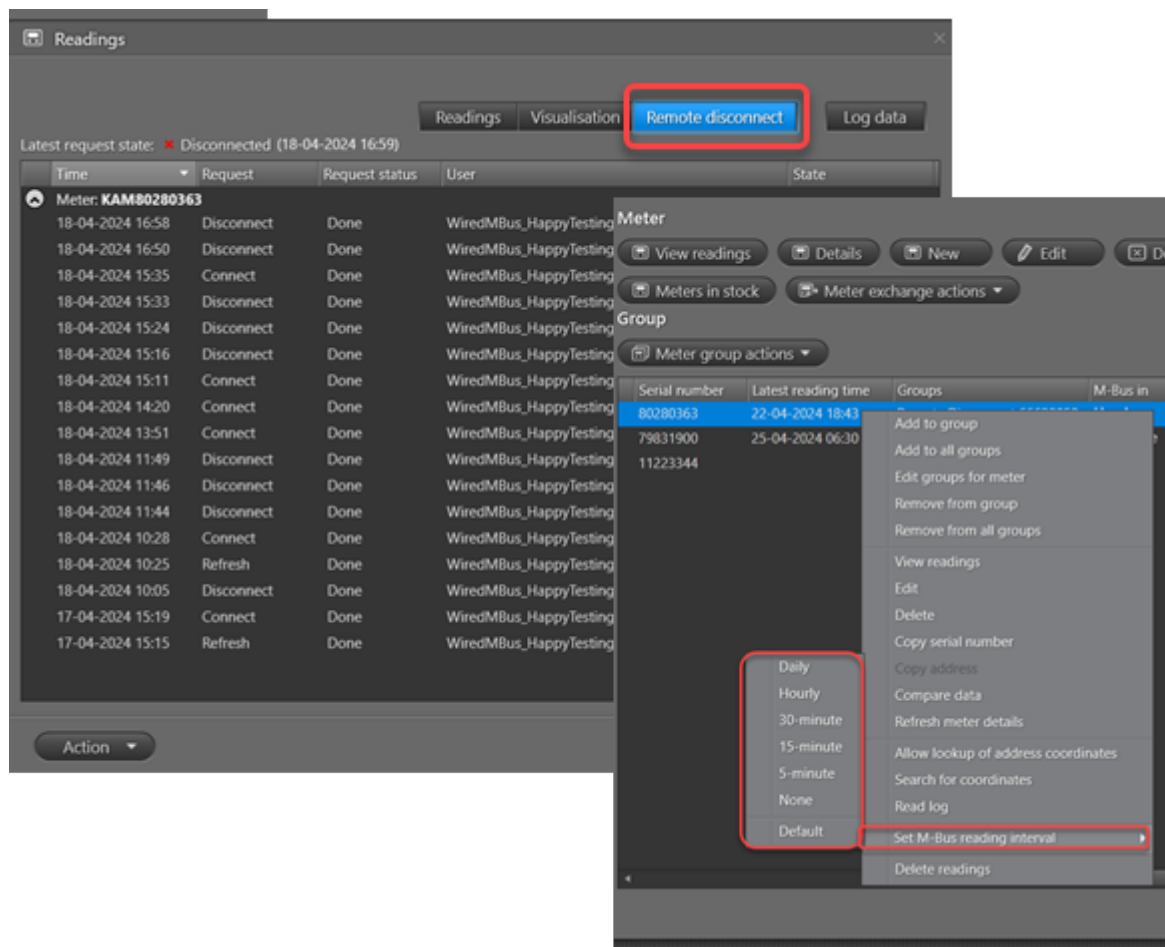 Readings
Readings Visualisation Remote disconnect Log data
Latest request state: Disconnected (18-04-2024 16:59)
Time Request Request status User State
Meter: KAM80280363
18-04-2024 16:58 Disconnect Done WiredMBus_HappyTesting
18-04-2024 16:50 Disconnect Done WiredMBus_HappyTesting
18-04-2024 15:35 Connect Done WiredMBus_HappyTesting
18-04-2024 15:33 Disconnect Done WiredMBus_HappyTesting
18-04-2024 15:24 Disconnect Done WiredMBus_HappyTesting
18-04-2024 15:16 Disconnect Done WiredMBus_HappyTesting
18-04-2024 15:11 Connect Done WiredMBus_HappyTesting
18-04-2024 14:20 Connect Done WiredMBus_HappyTesting
18-04-2024 13:51 Connect Done WiredMBus_HappyTesting
18-04-2024 11:49 Disconnect Done WiredMBus_HappyTesting
18-04-2024 11:46 Disconnect Done WiredMBus_HappyTesting
18-04-2024 11:44 Disconnect Done WiredMBus_HappyTesting
18-04-2024 10:28 Connect Done WiredMBus_HappyTesting
18-04-2024 10:25 Refresh Done WiredMBus_HappyTesting
18-04-2024 10:05 Disconnect Done WiredMBus_HappyTesting
17-04-2024 15:19 Connect Done WiredMBus_HappyTesting
17-04-2024 15:15 Refresh Done WiredMBus_HappyTesting
Action
Meter
View readings Details New Edit
Meters in stock Meter exchange actions
Group
Meter group actions
Serial number Latest reading time Groups M-Bus in
80280363 22-04-2024 18:43
79831900 25-04-2024 06:30
11223344
Add to group
Add to all groups
Edit groups for meter
Remove from group
Remove from all groups
View readings
Edit
Delete
Copy serial number
Copy address
Compare data
Refresh meter details
Allow lookup of address coordinates
Search for coordinates
Read log
Set M-Bus reading interval
Delete readings
Daily
Hourly
30-minute
15-minute
5-minute
None
Default